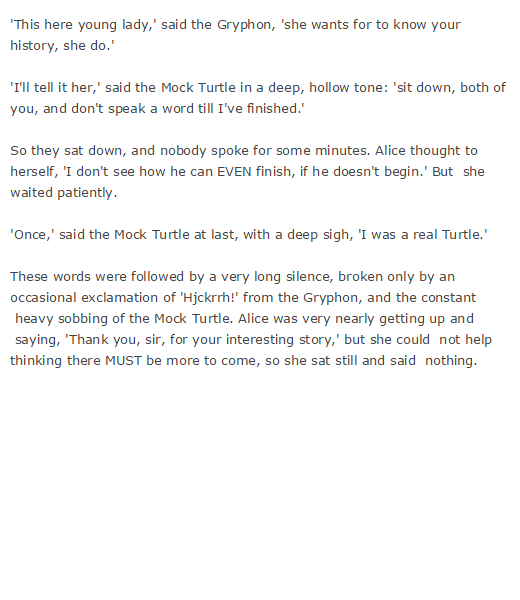 'This here young lady,' said the Gryphon, 'she wants for to know your
history, she do.'
'I'll tell it her,' said the Mock Turtle in a deep, hollow tone: 'sit down, both of
you, and don't speak a word till I've finished.'
So they sat down, and nobody spoke for some minutes. Alice thought to
herself, 'I don't see how he can EVEN finish, if he doesn't begin.' But  she
waited patiently.
'Once,' said the Mock Turtle at last, with a deep sigh, 'I was a real Turtle.'
These words were followed by a very long silence, broken only by an
occasional exclamation of 'Hjckrrh!' from the Gryphon, and the constant
 heavy sobbing of the Mock Turtle. Alice was very nearly getting up and
 saying, 'Thank you, sir, for your interesting story,' but she could  not help
thinking there MUST be more to come, so she sat still and said  nothing.